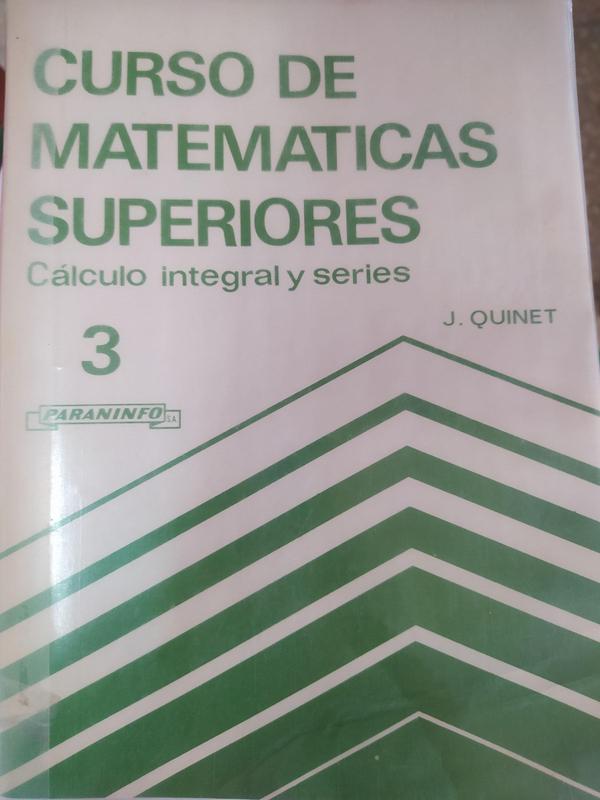 CURSO DE
MATEMATICAS
SUPERIORES
Cálculo integral y series
J. QUINET
3
PARANINFO S.A.